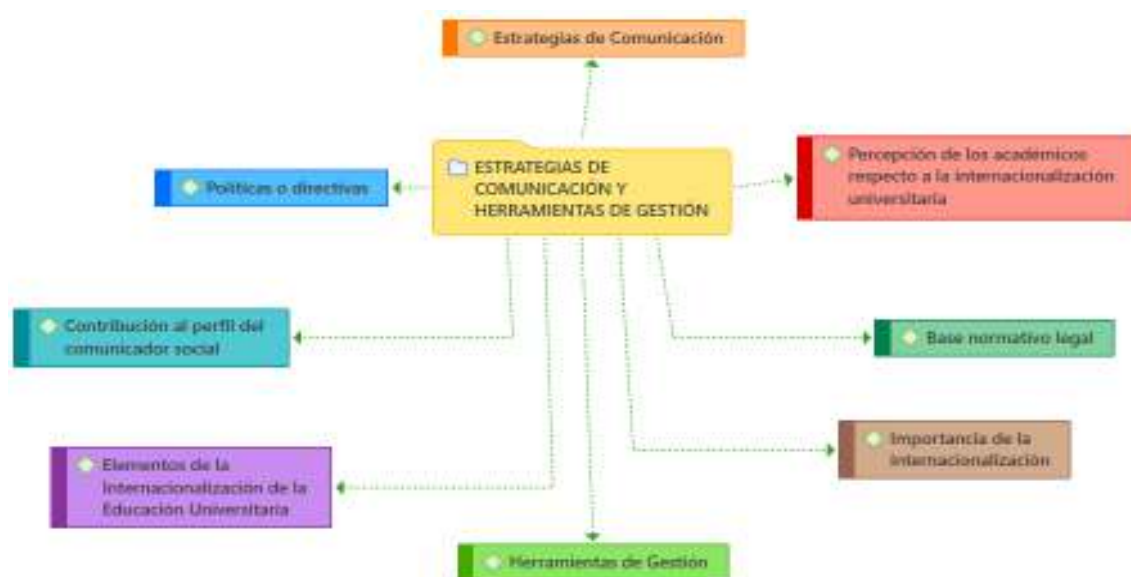 Estrategias de Comunicación
ESTRATEGIAS DE
COMUNICACIÓN Y
HERRAMIENTAS DE GESTIÓN
Percepción de los académicos
respecto a la internacionalización
universitaria
Políticas o directivas
Contribución al perfil del
comunicador social
Base normativo legal
Importancia de la
internacionalización
Elementos de la
Internacionalización de la
Educación Universitaria
Herramientas de Gestión